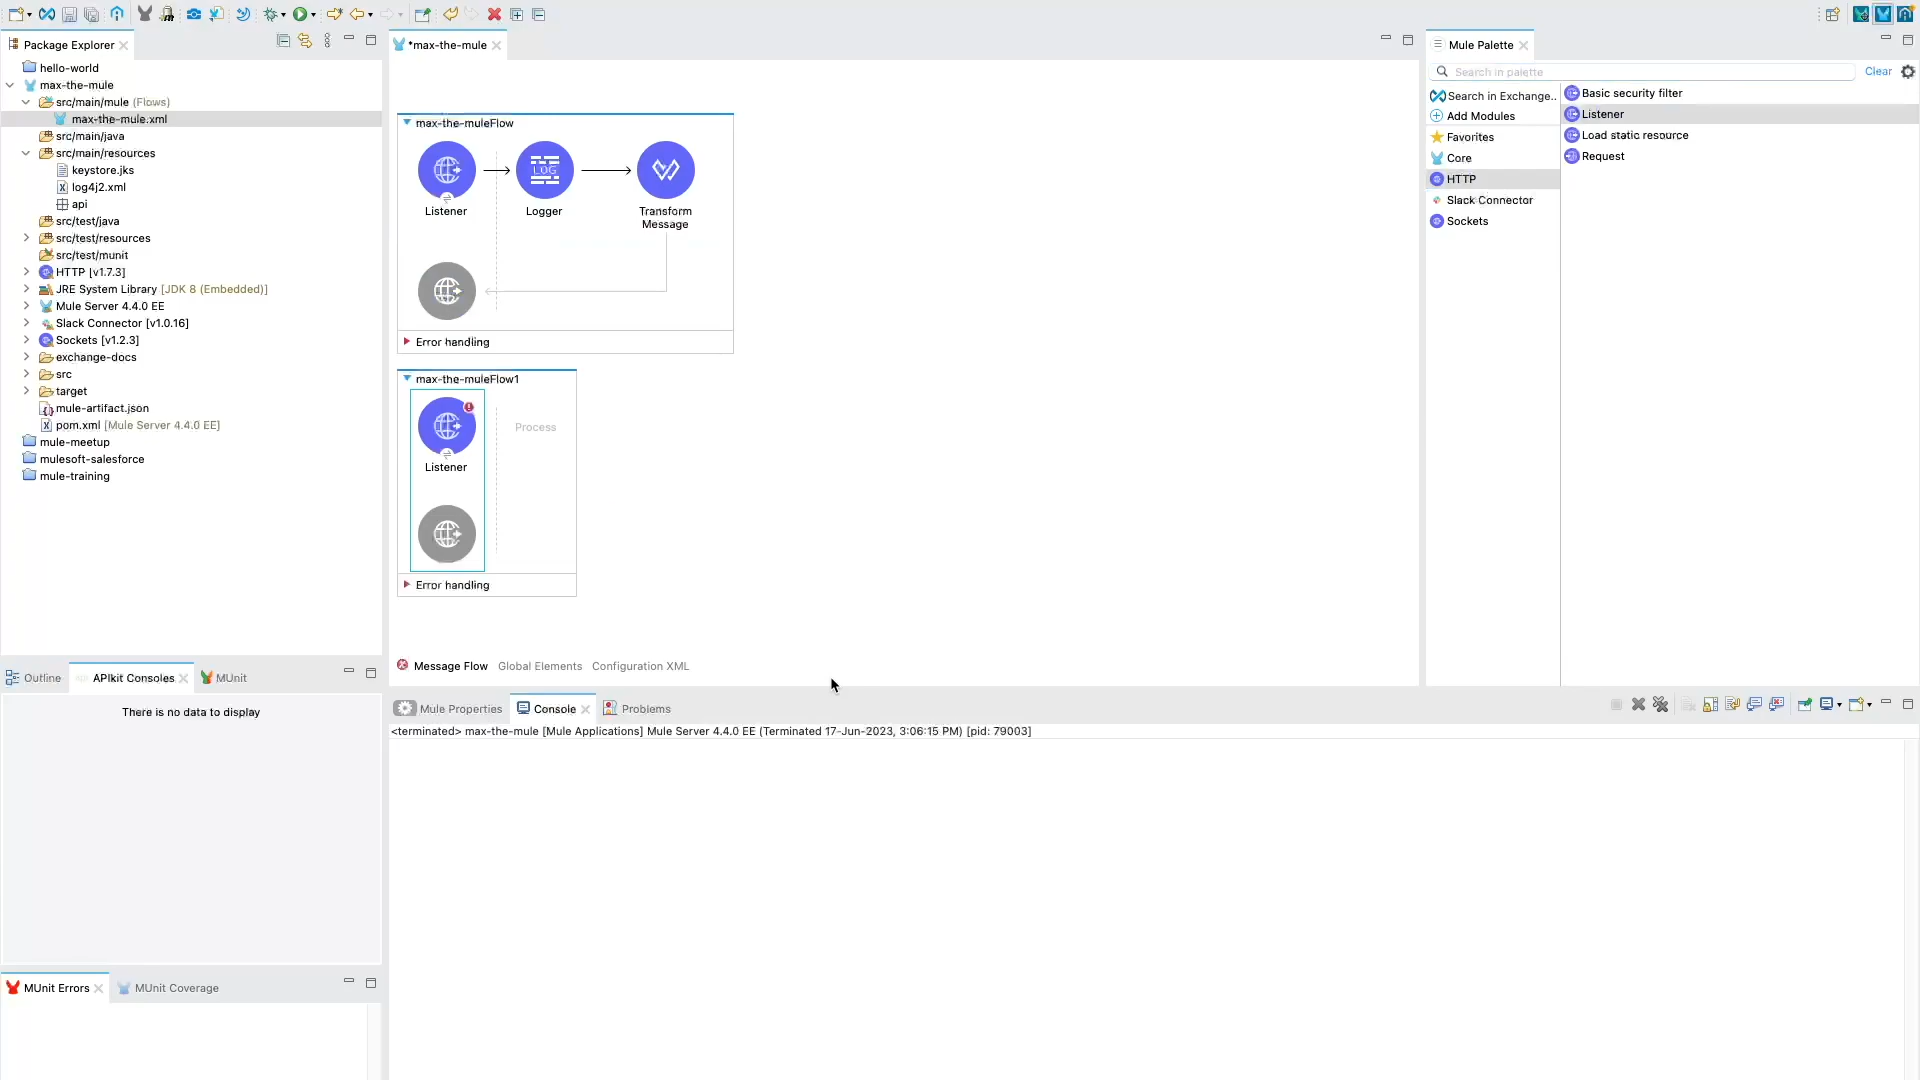 Package Explorer
hello-world
max-the-mule
src/main/mule (Flows)
max-the-mule.xml
src/main/java
src/main/resources
keystore.jks
log4j2.xml
api
src/test/java
src/test/resources
src/test/munit
HTTP [v1.7.3]
JRE System Library [JDK 8 (Embedded)]
Mule Server 4.4.0 EE
Slack Connector [v1.0.16]
Sockets [v1.2.3]
exchange-docs
src
target
mule-artifact.json
pom.xml [Mule Server 4.4.0 EE]
mule-meetup
mulesoft-salesforce
mule-training
Outline
APIkit Consoles
MUnit
There is no data to display
MUnit Errors
MUnit Coverage
*max-the-mule
max-the-muleFlow
LOG
Listener
Logger
Transform
Message
Error handling
max-the-muleFlow1
Process
Listener
Error handling
Message Flow
Global Elements
Configuration XML
Mule Properties
Console
Problems
<terminated> max-the-mule [Mule Applications] Mule Server 4.4.0 EE (Terminated 17-Jun-2023, 3:06:15 PM) [pid: 79003]
Mule Palette
Search in palette
Clear
Search in Exchange..
Add Modules
Favorites
Core
HTTP
Slack Connector
Sockets
Basic security filter
Listener
Load static resource
Request